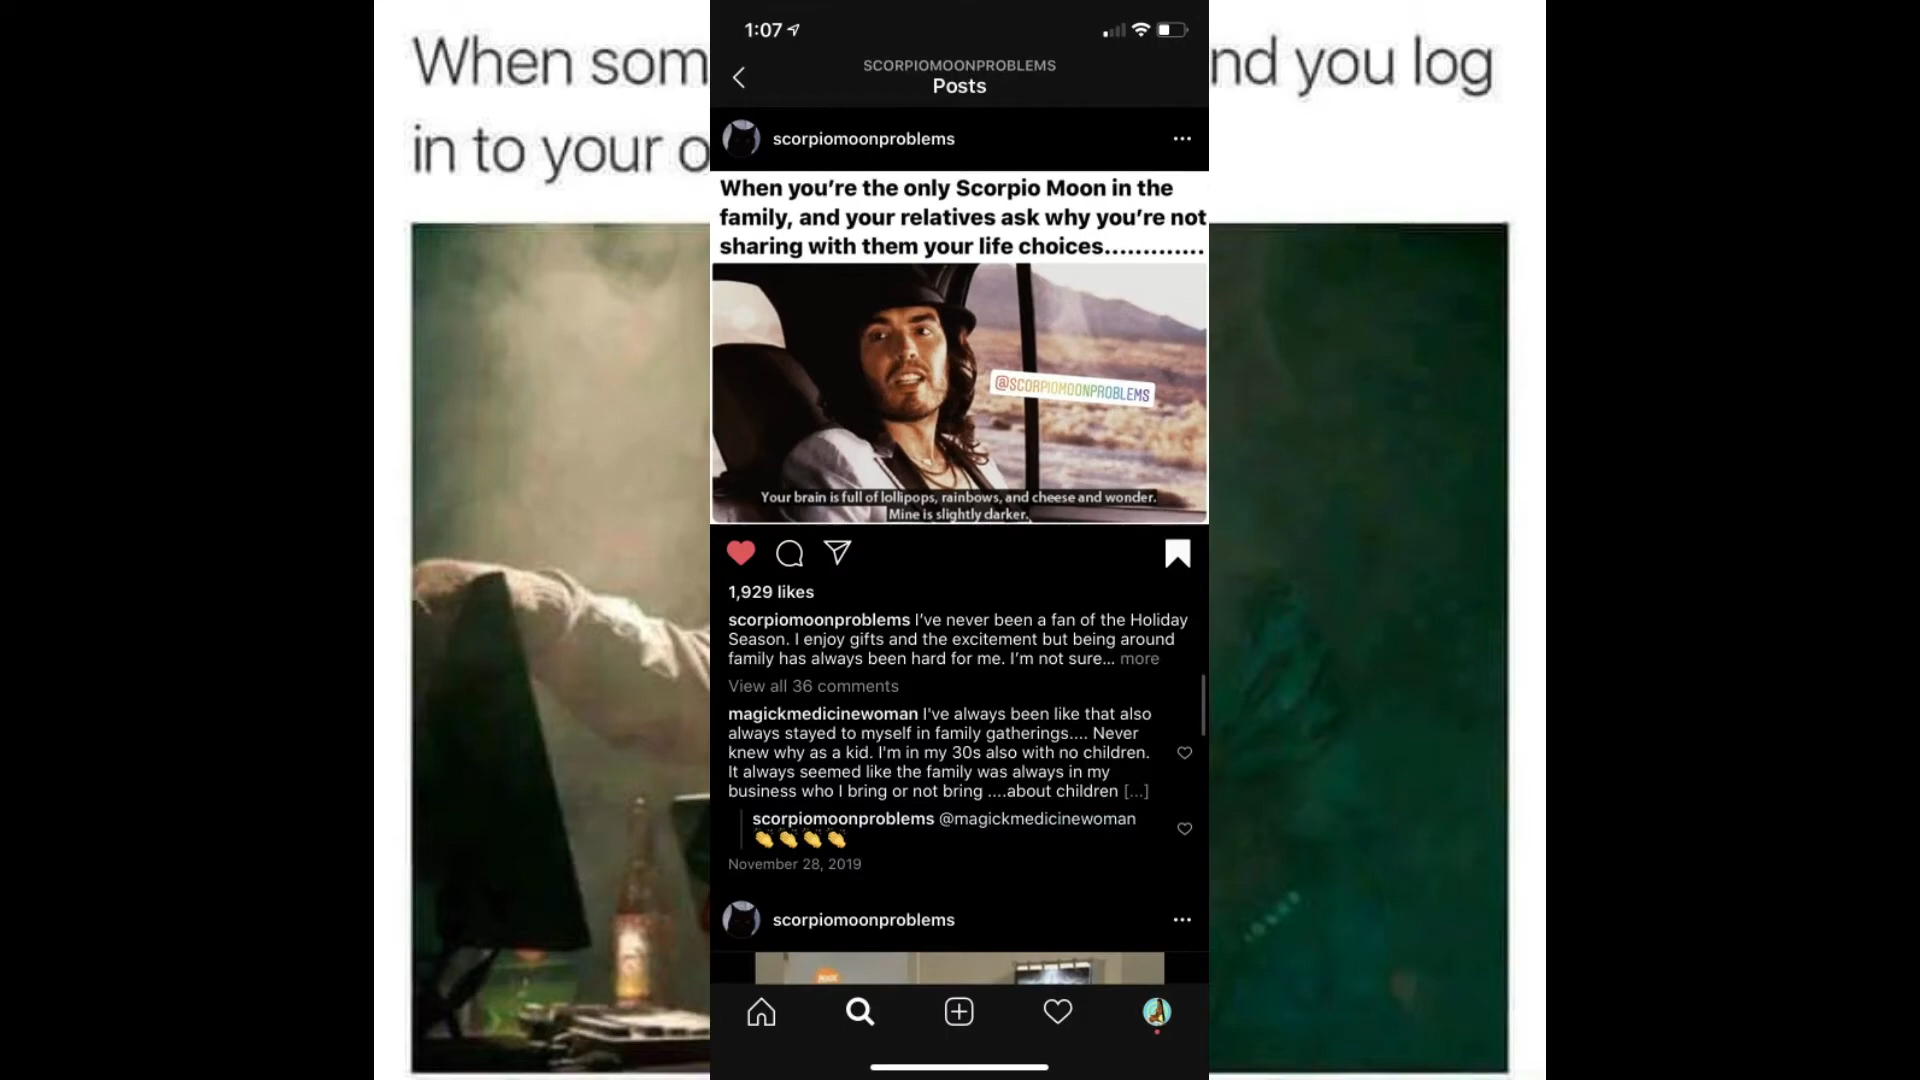 When som
nd you log
in to your o
1:07
SCORPIOMOONPROBLEMS
Posts
scorpiomoonproblems
When you’re the only Scorpio Moon in the
family, and your relatives ask why you’re not
sharing with them your life choices.............
@SCORPIOMOONPROBLEMS
Your brain is full of lollipops, rainbows, and cheese and wonder.
Mine is slightly darker.
1,929 likes
scorpiomoonproblems I’ve never been a fan of the Holiday
Season. I enjoy gifts and the excitement but being around
family has always been hard for me. I’m not sure... more
View all 36 comments
magickmedicinewoman I've always been like that also
always stayed to myself in family gatherings.... Never
knew why as a kid. I'm in my 30s also with no children.
It always seemed like the family was always in my
business who I bring or not bring ....about children [...]
scorpiomoonproblems @magickmedicinewoman
👏👏👏👏
November 28, 2019
scorpiomoonproblems